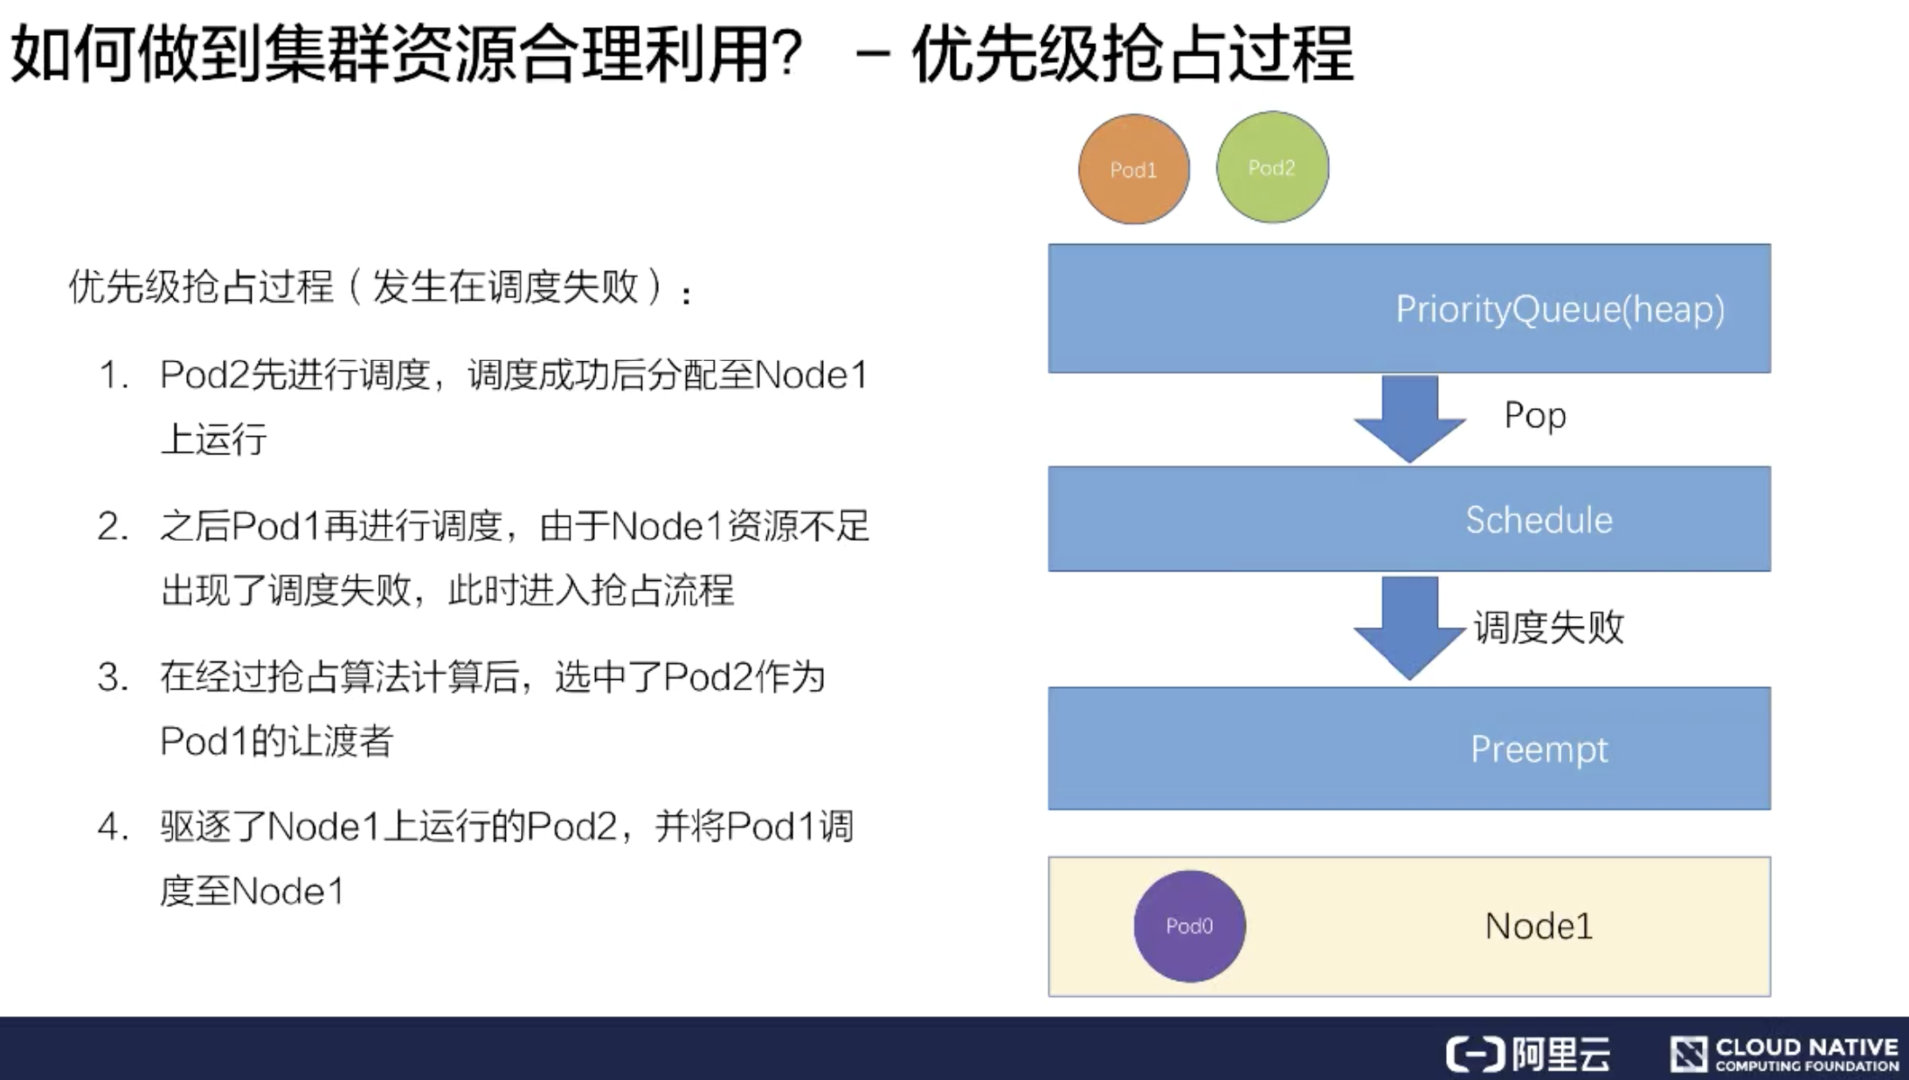 如何做到集群资源合理利用？ – 优先级抢占过程
Pod1
Pod2
优先级抢占过程（发生在调度失败）：
1. Pod2先进行调度，调度成功后分配至Node1
上运行
2. 之后Pod1再进行调度，由于Node1资源不足
出现了调度失败，此时进入抢占流程
3. 在经过抢占算法计算后，选中了Pod2作为
Pod1的让渡者
4. 驱逐了Node1上运行的Pod2，并将Pod1调
度至Node1
PriorityQueue(heap)
Pop
Schedule
调度失败
Preempt
Pod0
Node1
阿里云
CLOUD NATIVE
COMPUTING FOUNDATION